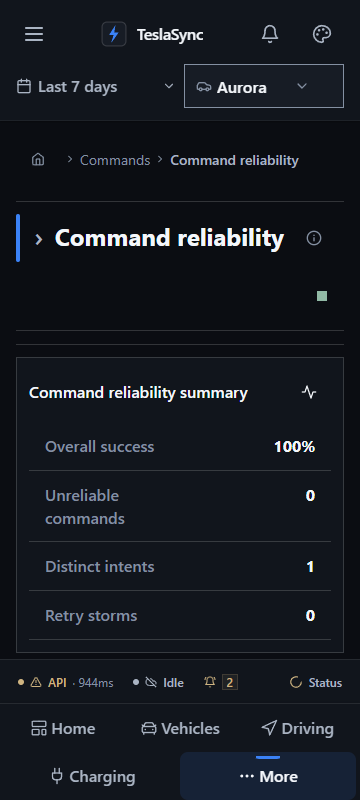 TeslaSync
Last 7 days
Aurora
Commands
Command reliability
Command reliability
Command reliability summary
Overall success 100%
Unreliable commands 0
Distinct intents 1
Retry storms 0
API · 944ms
Idle
2
Status
Home
Vehicles
Driving
Charging
More